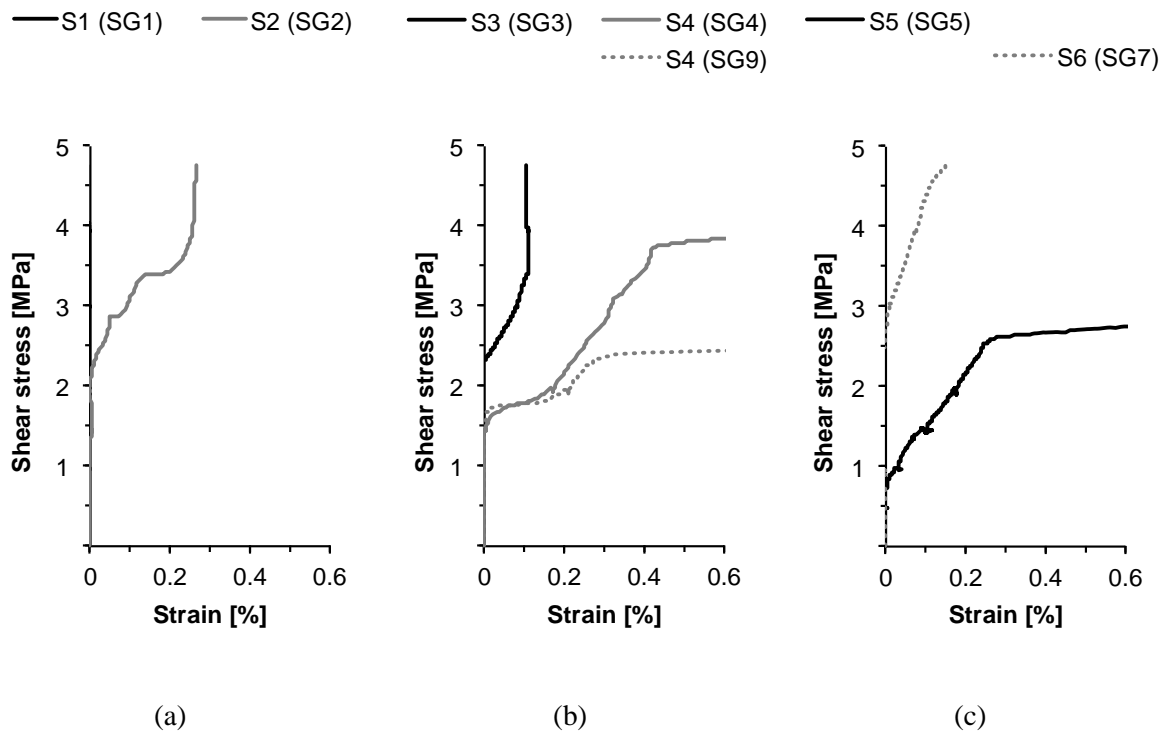 S1 (SG1) S2 (SG2) S3 (SG3) S4 (SG4) S5 (SG5)
S4 (SG9) S6 (SG7)
5 5 5
4 4 4
3 3 3
2 2 2
1 1 1
Shear stress [MPa] Shear stress [MPa] Shear stress [MPa]
0 0.2 0.4 0.6 0 0.2 0.4 0.6 0 0.2 0.4 0.6
Strain [%] Strain [%] Strain [%]
(a) (b) (c)